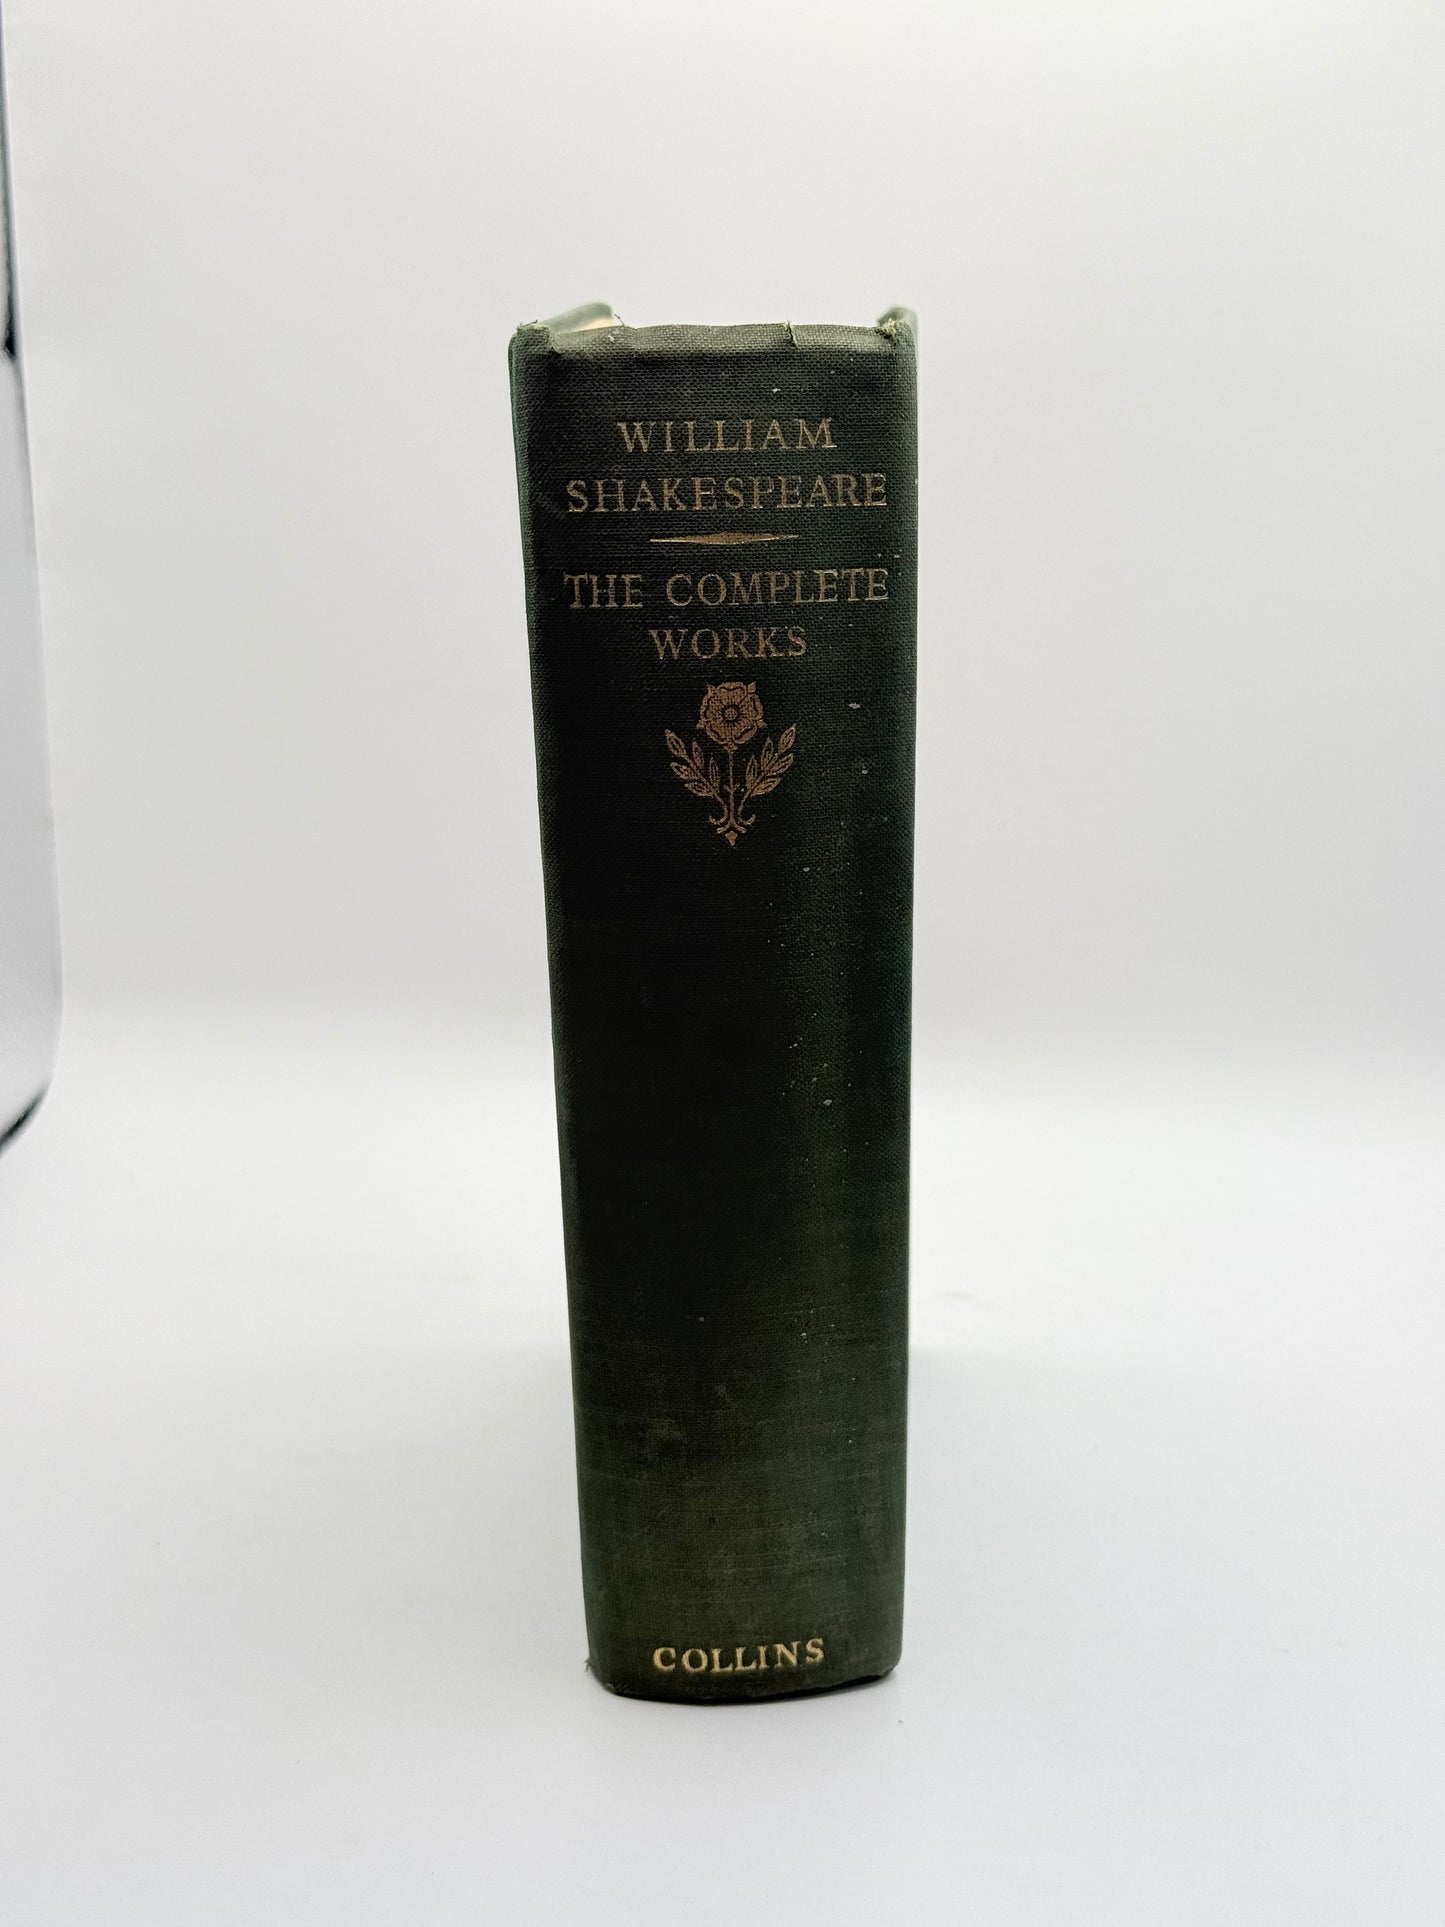 WILLIAM
SHAKESPEARE
THE COMPLETE
WORKS
COLLINS